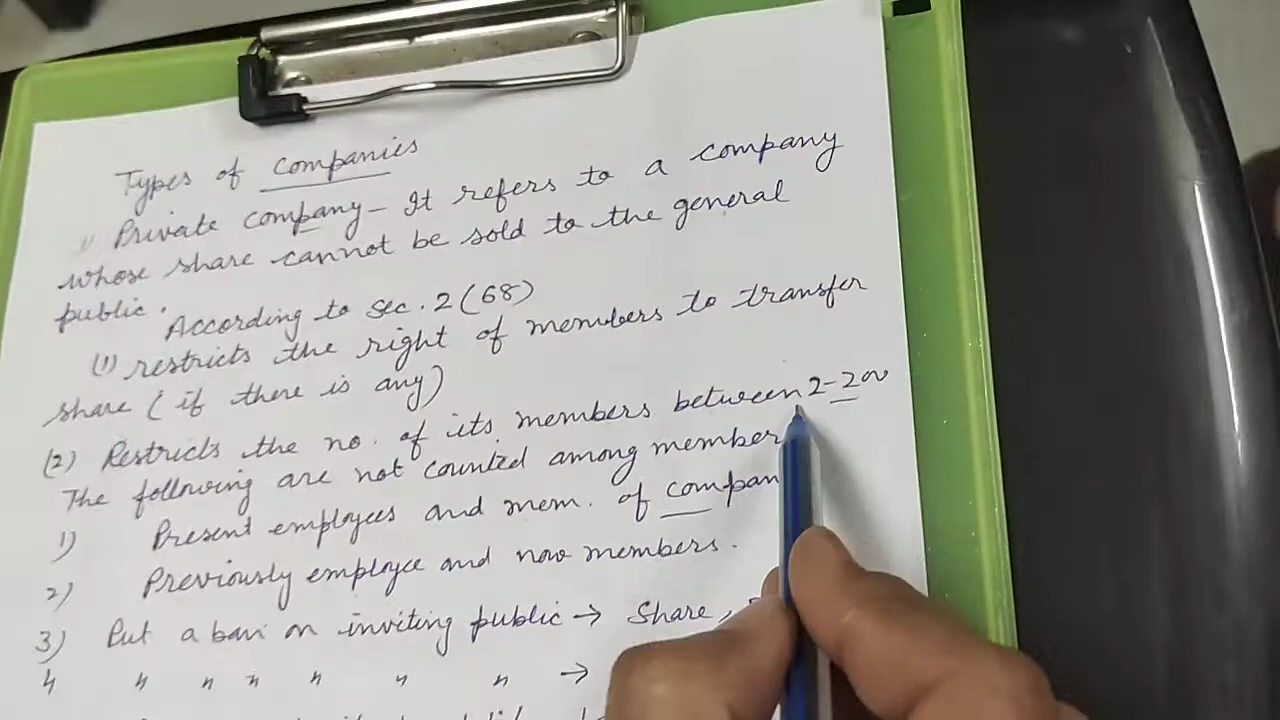 Types of companies
1) Private company - It refers to a company
whose share cannot be sold to the general
public.
According to sec. 2 (68)
(1) restricts the right of members to transfer
share ( if there is any)
(2) Restricts the no. of its members between 2-200
The following are not counted among member
1) Present employees and mem. of compan
2) Previously employee and now members.
3) Put a ban on inviting public → Share,
4 " " " " " " →